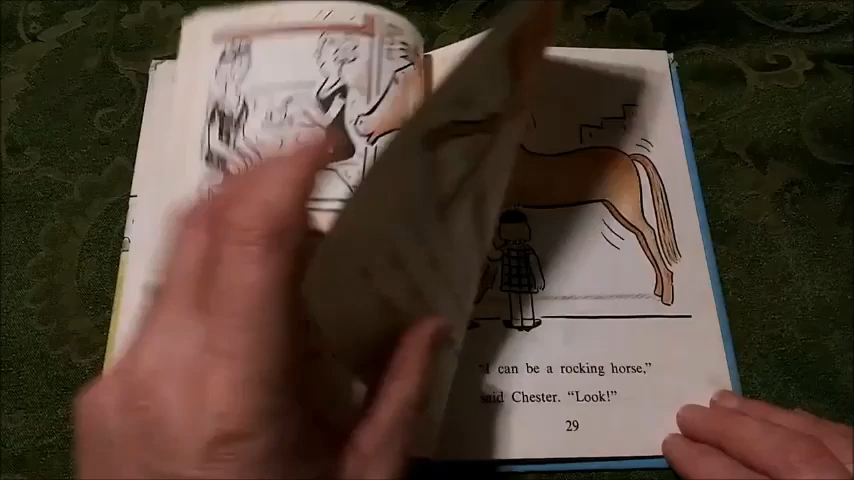 "I can be a rocking horse,"
said Chester. "Look!"
29